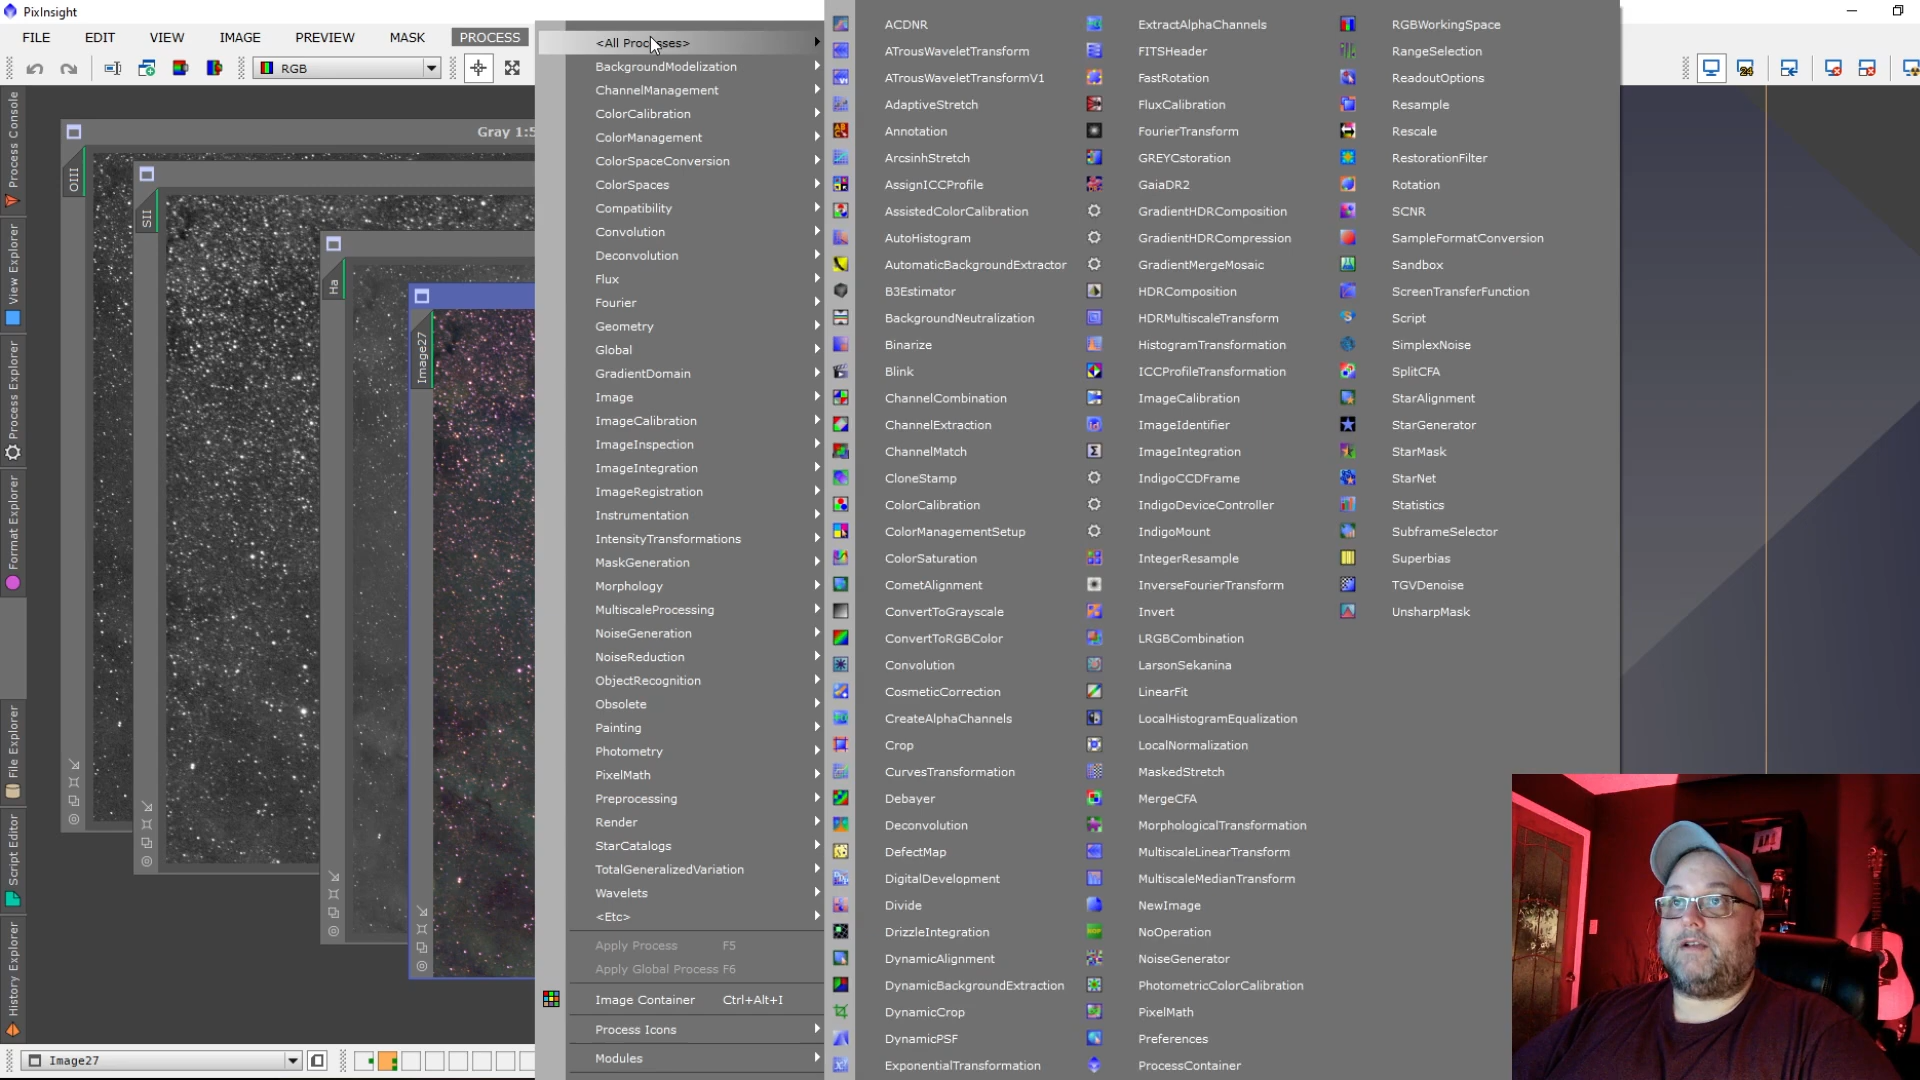 PixInsight
FILE EDIT VIEW IMAGE PREVIEW MASK PROCESS
RGB
24
Process Console
View Explorer
Process Explorer
Format Explorer
File Explorer
Script Editor
History Explorer
Gray 1:5
OIII
SII
Ha
Image27
<All Processes>
BackgroundModelization
ChannelManagement
ColorCalibration
ColorManagement
ColorSpaceConversion
ColorSpaces
Compatibility
Convolution
Deconvolution
Flux
Fourier
Geometry
Global
GradientDomain
Image
ImageCalibration
ImageInspection
ImageIntegration
ImageRegistration
Instrumentation
IntensityTransformations
MaskGeneration
Morphology
MultiscaleProcessing
NoiseGeneration
NoiseReduction
ObjectRecognition
Obsolete
Painting
Photometry
PixelMath
Preprocessing
Render
StarCatalogs
TotalGeneralizedVariation
Wavelets
<Etc>
Apply Process F5
Apply Global Process F6
Image Container Ctrl+Alt+I
Process Icons
Modules
ACDNR
ATrousWaveletTransform
ATrousWaveletTransformV1
AdaptiveStretch
Annotation
ArcsinhStretch
AssignICCProfile
AssistedColorCalibration
AutoHistogram
AutomaticBackgroundExtractor
B3Estimator
BackgroundNeutralization
Binarize
Blink
ChannelCombination
ChannelExtraction
ChannelMatch
CloneStamp
ColorCalibration
ColorManagementSetup
ColorSaturation
CometAlignment
ConvertToGrayscale
ConvertToRGBColor
Convolution
CosmeticCorrection
CreateAlphaChannels
Crop
CurvesTransformation
Debayer
Deconvolution
DefectMap
DigitalDevelopment
Divide
DrizzleIntegration
DynamicAlignment
DynamicBackgroundExtraction
DynamicCrop
DynamicPSF
ExponentialTransformation
ExtractAlphaChannels
FITSHeader
FastRotation
FluxCalibration
FourierTransform
GREYCstoration
GaiaDR2
GradientHDRComposition
GradientHDRCompression
GradientMergeMosaic
HDRComposition
HDRMultiscaleTransform
HistogramTransformation
ICCProfileTransformation
ImageCalibration
ImageIdentifier
ImageIntegration
IndigoCCDFrame
IndigoDeviceController
IndigoMount
IntegerResample
InverseFourierTransform
Invert
LRGBCombination
LarsonSekanina
LinearFit
LocalHistogramEqualization
LocalNormalization
MaskedStretch
MergeCFA
MorphologicalTransformation
MultiscaleLinearTransform
MultiscaleMedianTransform
NewImage
NoOperation
NoiseGenerator
PhotometricColorCalibration
PixelMath
Preferences
ProcessContainer
RGBWorkingSpace
RangeSelection
ReadoutOptions
Resample
Rescale
RestorationFilter
Rotation
SCNR
SampleFormatConversion
Sandbox
ScreenTransferFunction
Script
SimplexNoise
SplitCFA
StarAlignment
StarGenerator
StarMask
StarNet
Statistics
SubframeSelector
Superbias
TGVDenoise
UnsharpMask
Image27